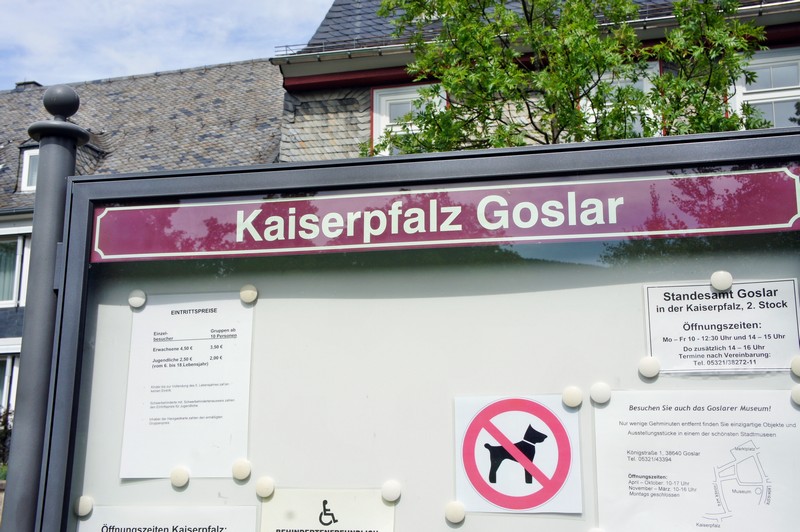 Kaiserpfalz Goslar
EINTRITTSPREISE
Einzel- Gruppen ab
besucher 10 Personen
Erwachsene 4,50 € 3,50 €
Jugendliche 2,50 € 2,00 €
(vom 6. bis 18 Lebensjahr)
Standesamt Goslar
in der Kaiserpfalz, 2. Stock
Öffnungszeiten:
Mo - Fr 10 - 12:30 Uhr und 14 – 15 Uhr
Do zusätzlich 14 – 16 Uhr
Termine nach Vereinbarung:
Tel. 05321/38272-11
Besuchen Sie auch das Goslarer Museum!
Nur wenige Gehminuten entfernt finden Sie einzigartige Objekte und
Ausstellungsstücke in einem der schönsten Stadtmuseen
Königstraße 1, 38640 Goslar
Tel. 05321/43394
Öffnungszeiten:
April – Oktober: 10-17 Uhr
November – März: 10-16 Uhr
Montags geschlossen
Museum
Kaiserpfalz
Öffnungszeiten Kaiserpfalz:
BEHINDERTENFREUNDLICH